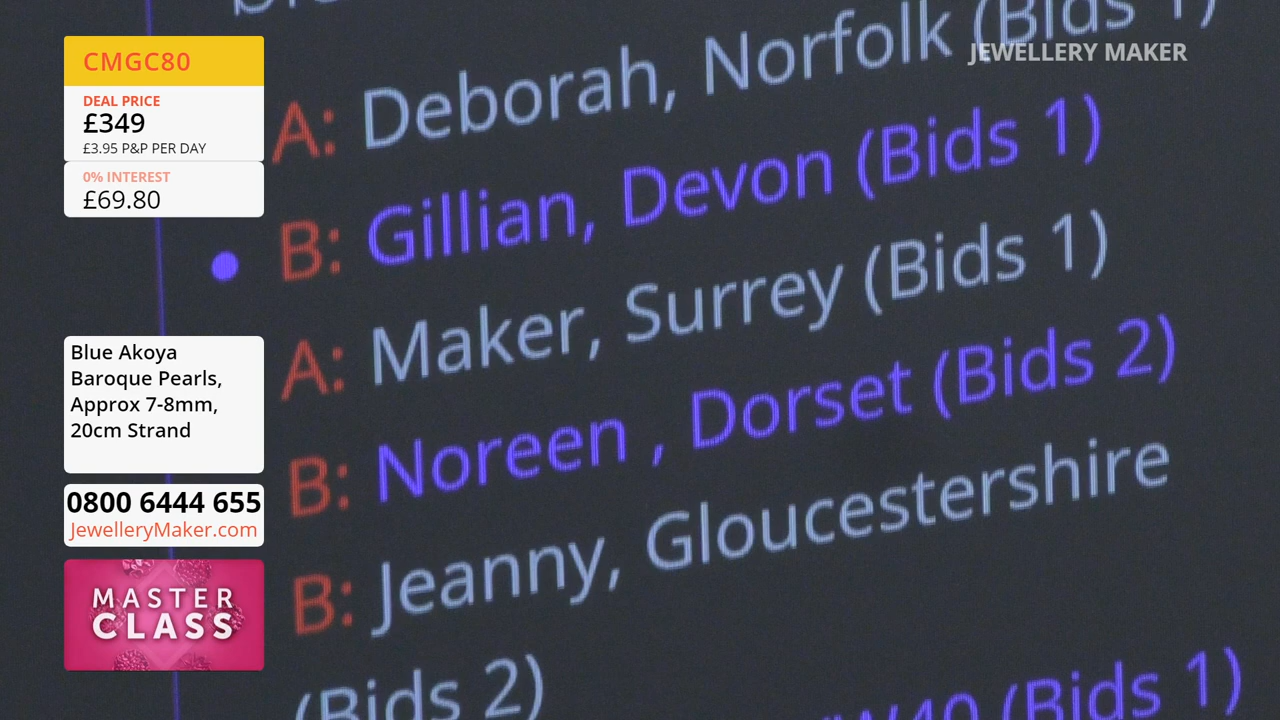 CMGC80
DEAL PRICE
£349
£3.95 P&P PER DAY
0% INTEREST
£69.80
Blue Akoya
Baroque Pearls,
Approx 7-8mm,
20cm Strand
0800 6444 655
JewelleryMaker.com
MASTER
CLASS
JEWELLERY MAKER
A: Deborah, Norfolk (Bids 1)
B: Gillian, Devon (Bids 1)
A: Maker, Surrey (Bids 1)
B: Noreen , Dorset (Bids 2)
B: Jeanny, Gloucestershire
(Bids 2)
(Bids 1)